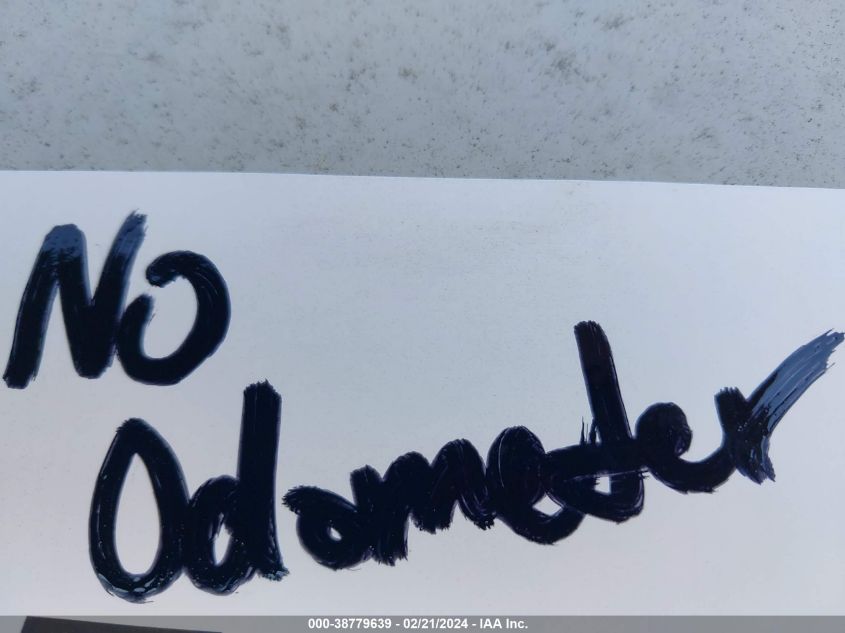 No
Odometer
000-38779639 - 02/21/2024 - IAA Inc.